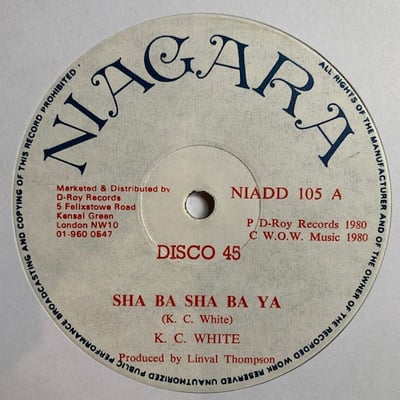 NIAGARA
ALL RIGHTS OF THE MANUFACTURER AND OF THE OWNER OF THE RECORDED WORK RESERVED UNAUTHORISED PUBLIC PERFORMANCE BROADCASTING AND COPYING OF THIS RECORD PROHIBITED
Marketed & Distributed by
D-Roy Records
5 Felixstowe Road
Kensal Green
London NW10
01-960 0547
NIADD 105 A
P D-Roy Records 1980
C W.O.W. Music 1980
DISCO 45
SHA BA SHA BA YA
(K. C. White)
K. C. WHITE
Produced by Linval Thompson